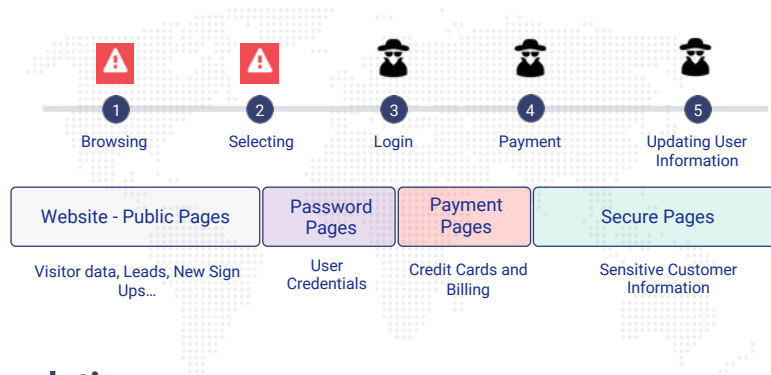 1
2
3
4
5
Browsing
Selecting
Login
Payment
Updating User
Information
Website - Public Pages
Password
Pages
Payment
Pages
Secure Pages
Visitor data, Leads, New Sign
Ups…
User
Credentials
Credit Cards and
Billing
Sensitive Customer
Information